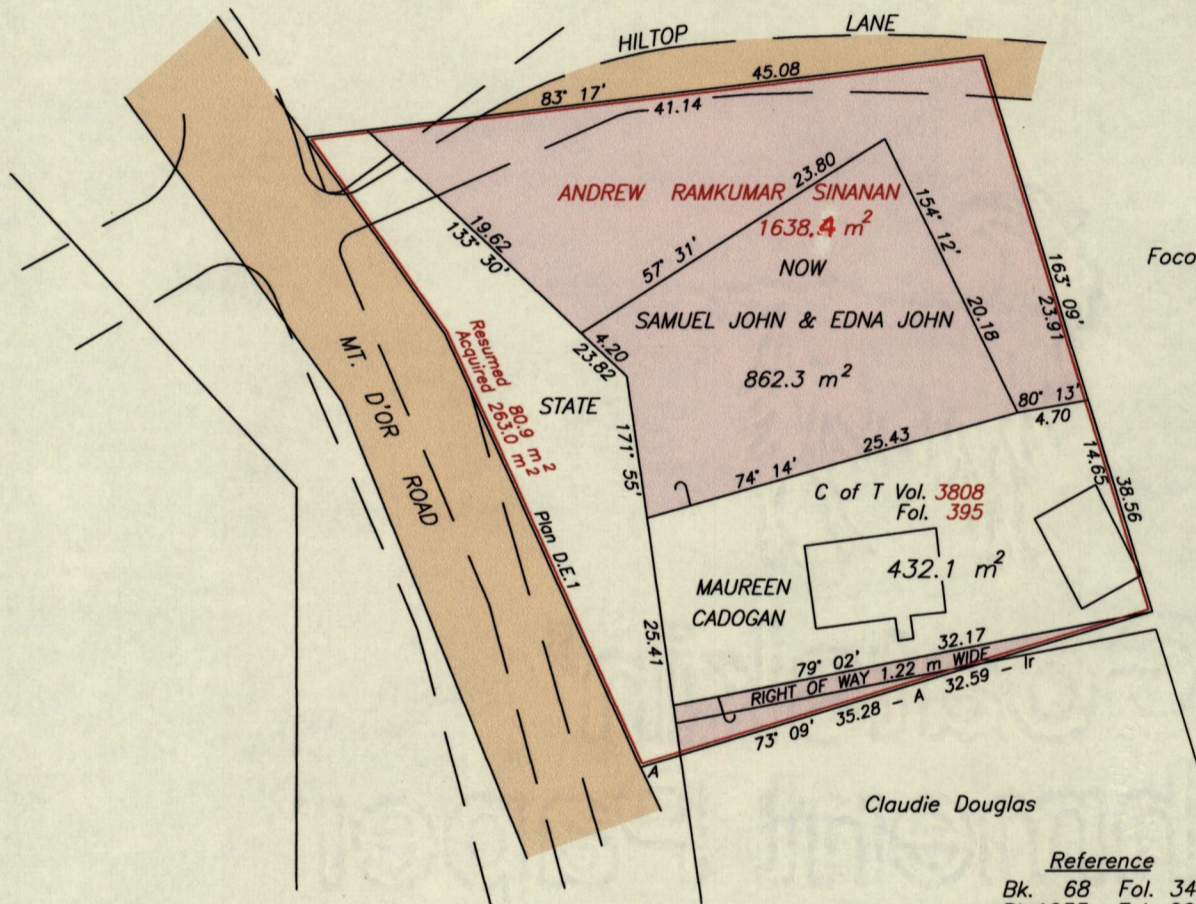 HILTOP LANE
45.08
83° 17'
41.14
ANDREW RAMKUMAR SINANAN
1638.4 m²
NOW
SAMUEL JOHN & EDNA JOHN
862.3 m²
23.80
57° 31'
154° 12'
20.18
163° 09'
23.91
Foco
19.62
133° 30'
4.20
23.82
STATE
171° 55'
Resumed 80.9 m²
Acquired 263.0 m²
MT. D'OR ROAD
Plan D.E.1
80° 13'
4.70
25.43
74° 14'
14.65
38.56
C of T Vol. 3808
Fol. 395
432.1 m²
MAUREEN
CADOGAN
25.41
32.17
79° 02'
RIGHT OF WAY 1.22 m WIDE
32.59 - Ir
35.28 - A
73° 09'
A
Claudie Douglas
Reference
Bk. 68 Fol. 34